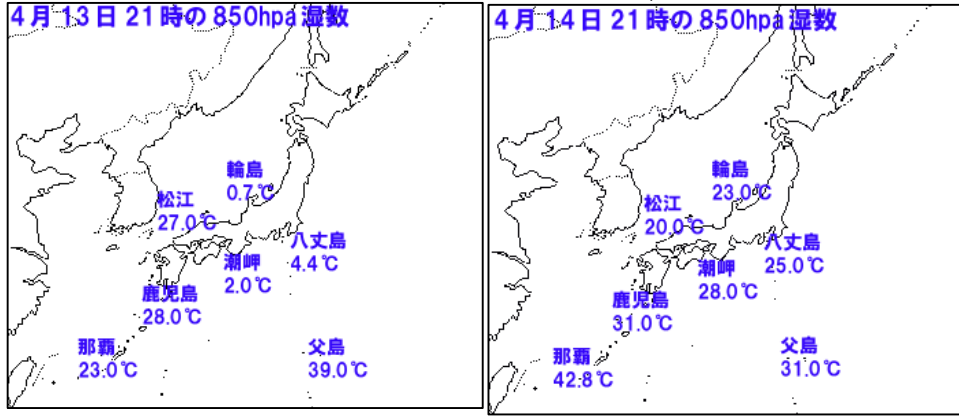 4月13日21時の850hpa湿数
輪島
0.7℃
松江
27.0℃
八丈島
4.4℃
潮岬
2.0℃
鹿児島
28.0℃
那覇
23.0℃
父島
39.0℃
4月14日21時の850hpa湿数
輪島
23.0℃
松江
20.0℃
八丈島
25.0℃
潮岬
28.0℃
鹿児島
31.0℃
那覇
42.8℃
父島
31.0℃